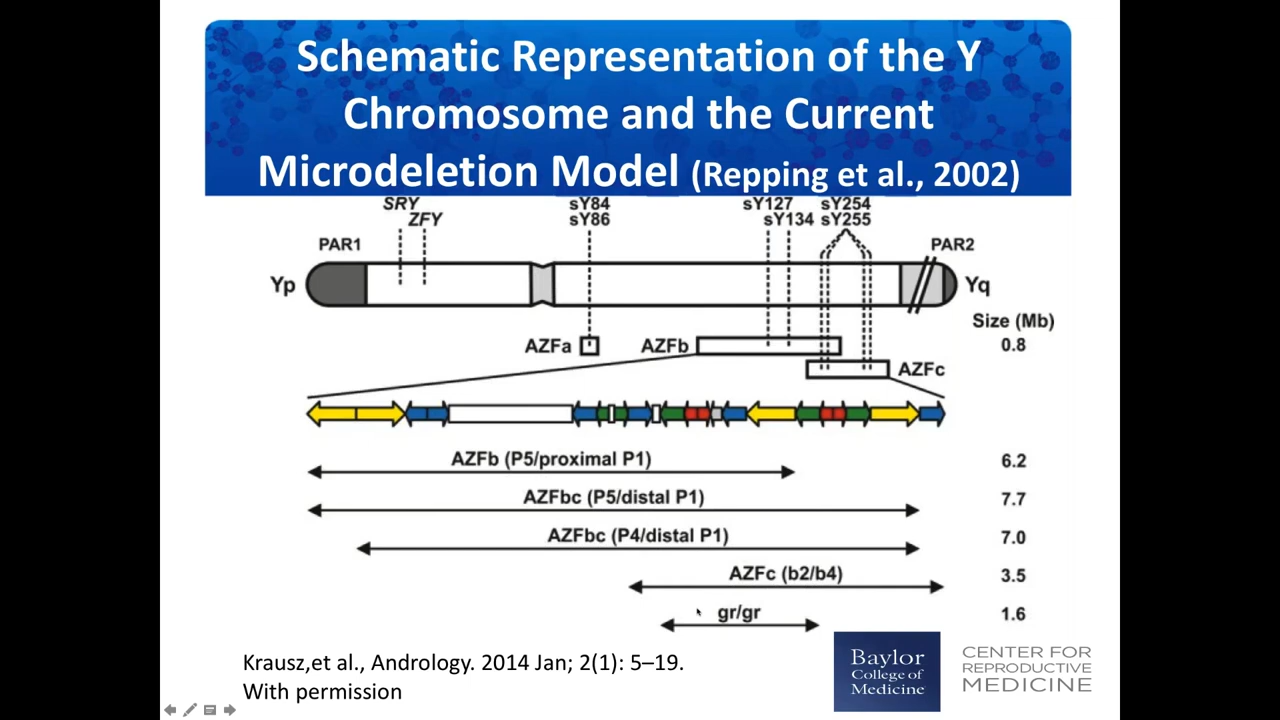 Schematic Representation of the Y
Chromosome and the Current
Microdeletion Model (Repping et al., 2002)
SRY
ZFY
sY84
sY86
sY127
sY134
sY254
sY255
PAR1
PAR2
Yp
Yq
Size (Mb)
AZFa
AZFb
0.8
AZFc
AZFb (P5/proximal P1)
6.2
AZFbc (P5/distal P1)
7.7
AZFbc (P4/distal P1)
7.0
AZFc (b2/b4)
3.5
gr/gr
1.6
Krausz,et al., Andrology. 2014 Jan; 2(1): 5–19.
With permission
Baylor
College of
Medicine
CENTER FOR
REPRODUCTIVE
MEDICINE